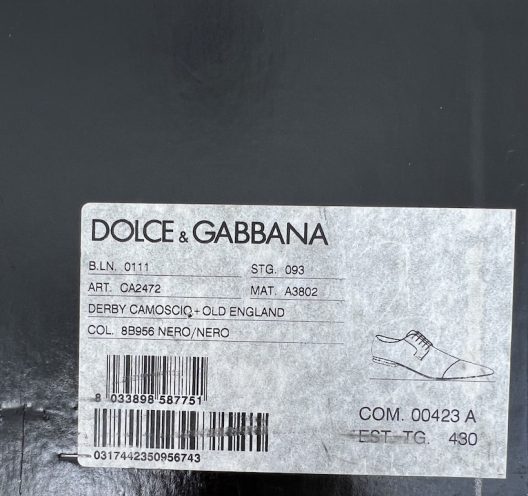 DOLCE & GABBANA
B.LN. 0111 STG. 093
ART. CA2472 MAT. A3802
DERBY CAMOSCIO+OLD ENGLAND
COL. 8B956 NERO/NERO
8 033898 587751
0317442350956743
COM. 00423 A
EST. TG. 430